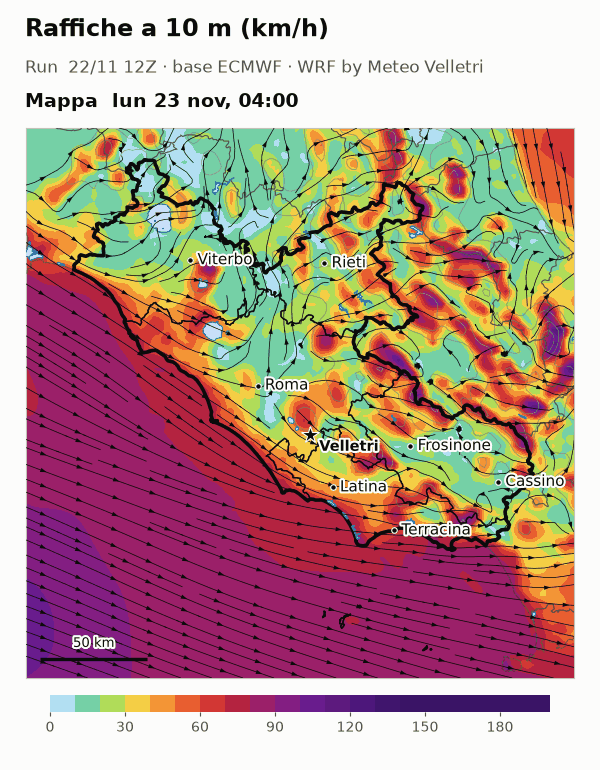 Raffiche a 10 m (km/h)
Run 22/11 12Z · base ECMWF · WRF by Meteo Velletri
Mappa lun 23 nov, 04:00
Viterbo
Rieti
Roma
Velletri
Frosinone
Latina
Cassino
Terracina
50 km
0 30 60 90 120 150 180